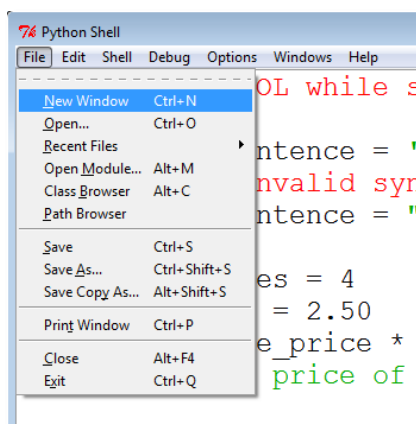 Python Shell
File Edit Shell Debug Options Windows Help
New Window Ctrl+N
Open... Ctrl+O
Recent Files
Open Module... Alt+M
Class Browser Alt+C
Path Browser
Save Ctrl+S
Save As... Ctrl+Shift+S
Save Copy As... Alt+Shift+S
Print Window Ctrl+P
Close Alt+F4
Exit Ctrl+Q
OL while s
ntence = '
nvalid syn
ntence = "
es = 4
= 2.50
e_price *
price of